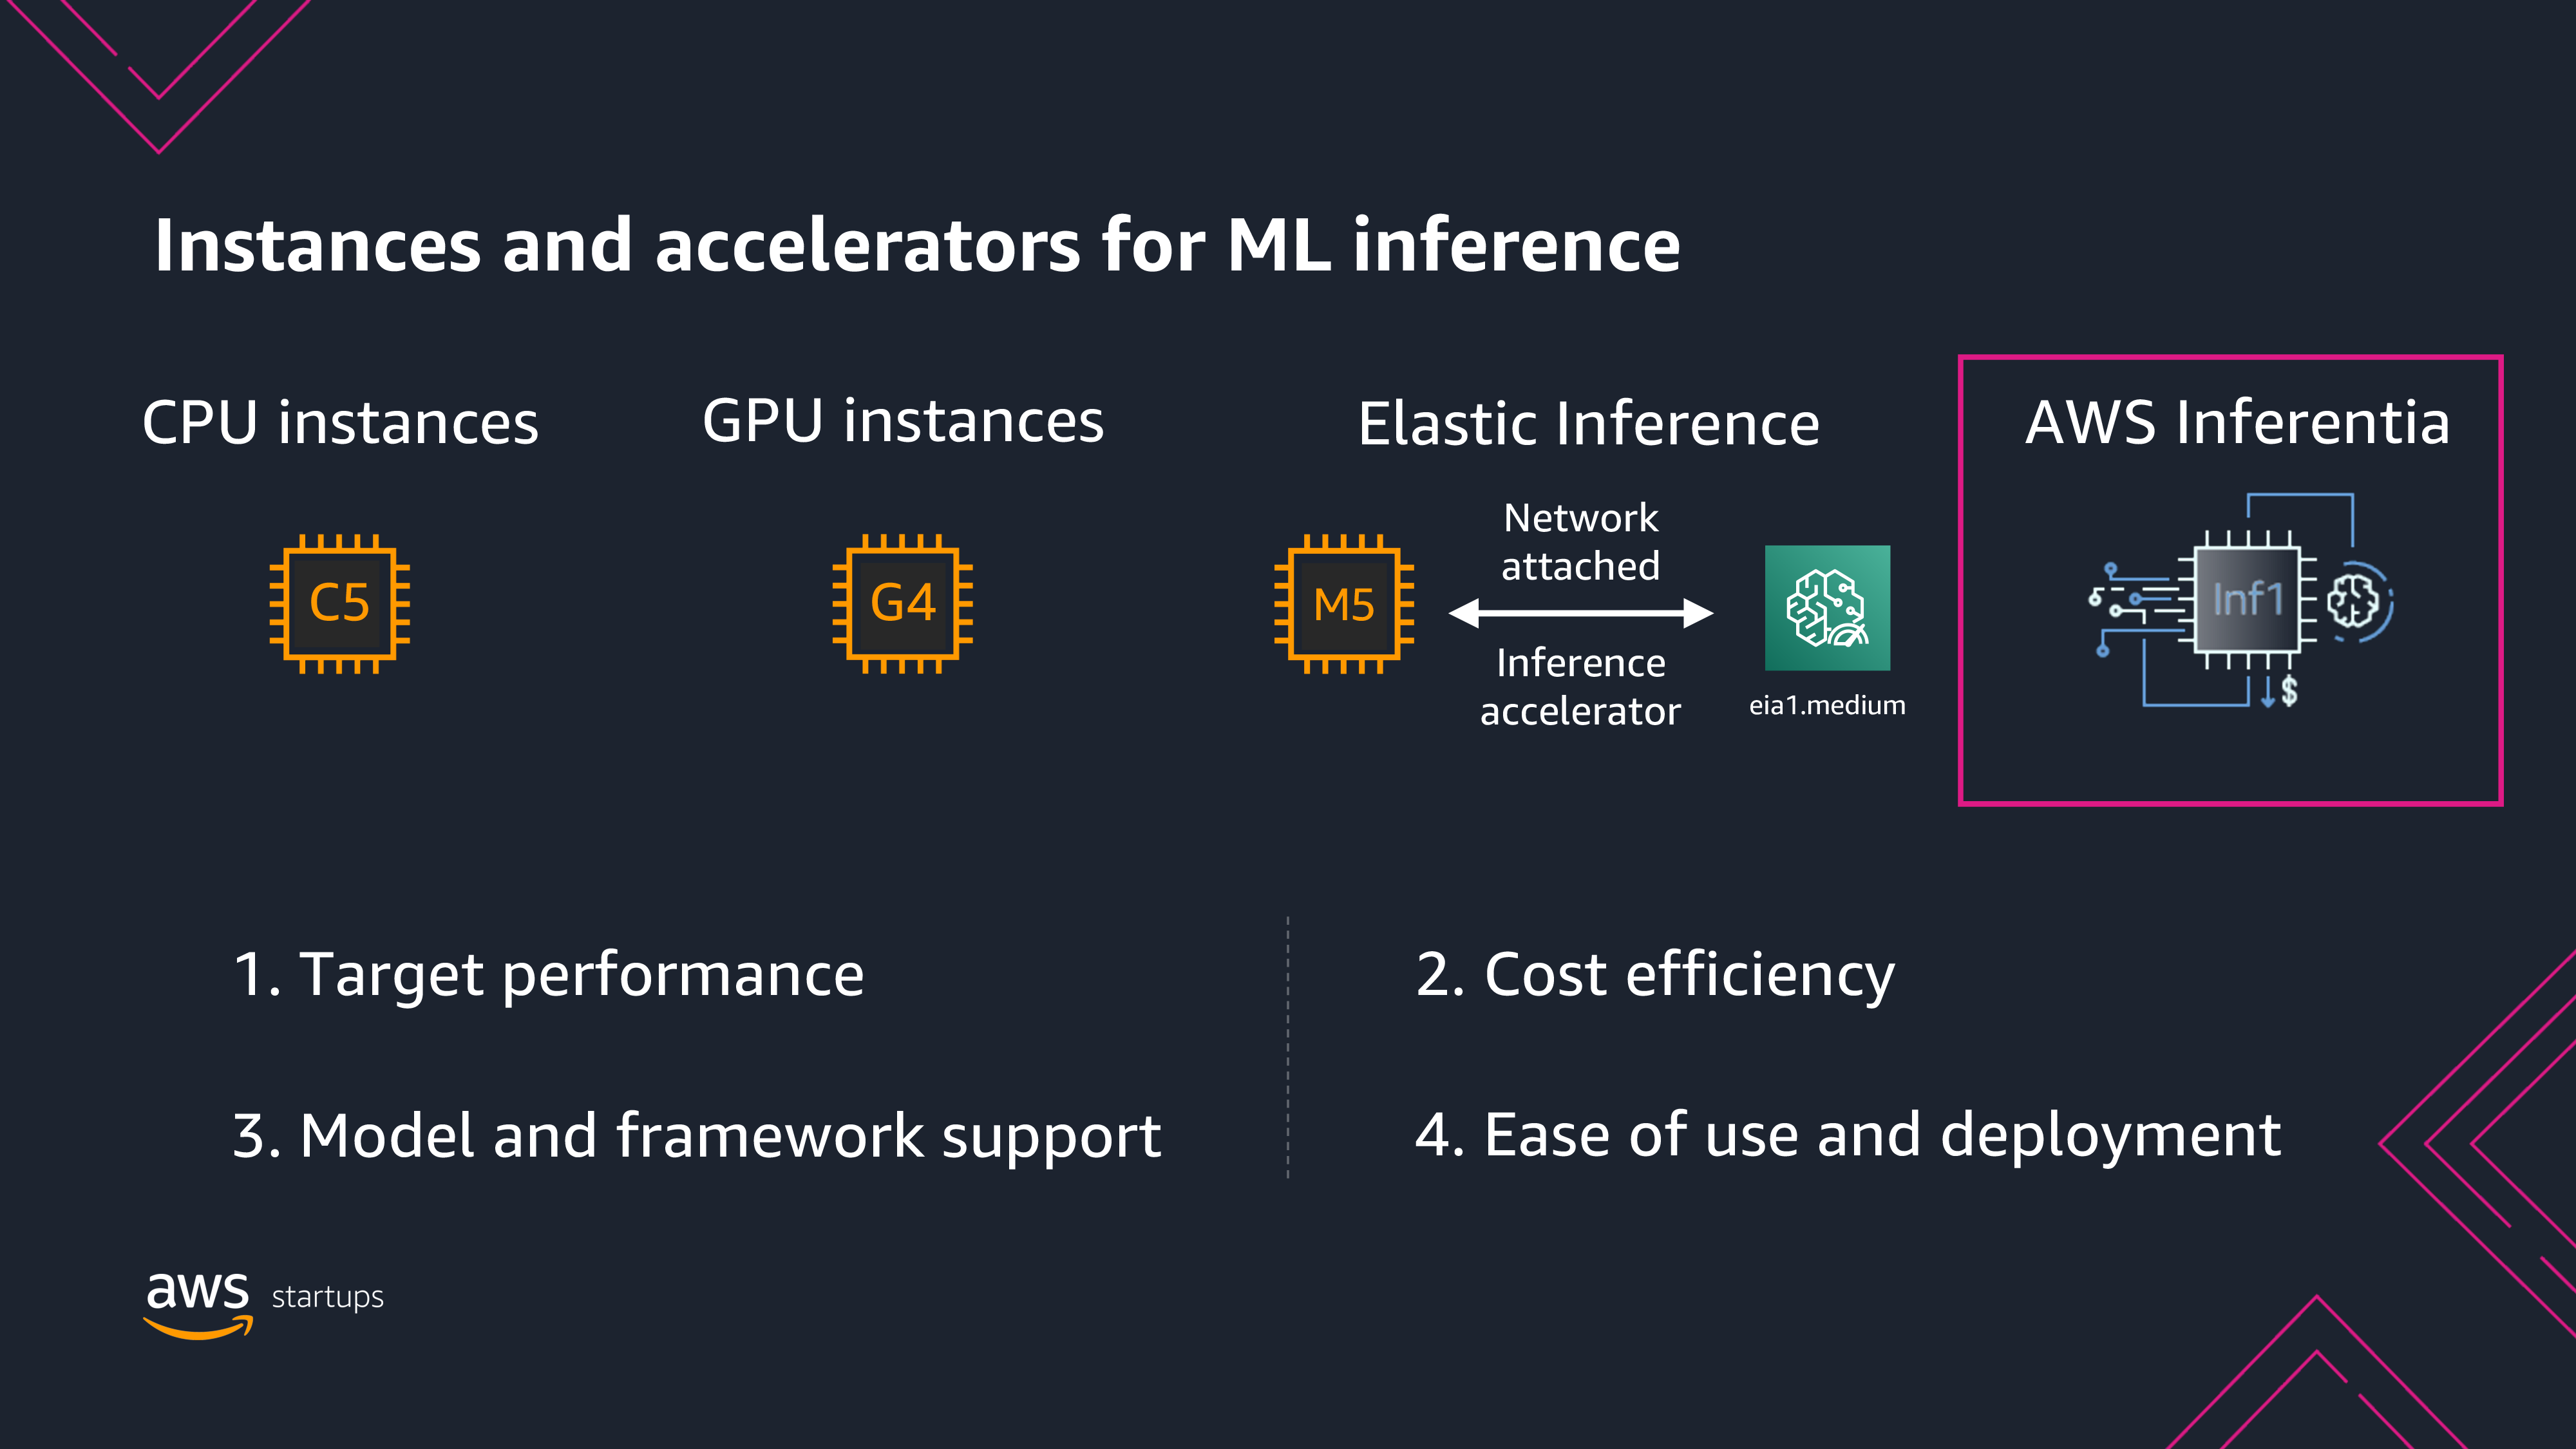 Instances and accelerators for ML inference
CPU instances
C5
GPU instances
G4
Elastic Inference
M5
Network
attached
Inference
accelerator
eia1.medium
AWS Inferentia
Inf1
$
1. Target performance
2. Cost efficiency
3. Model and framework support
4. Ease of use and deployment
aws startups